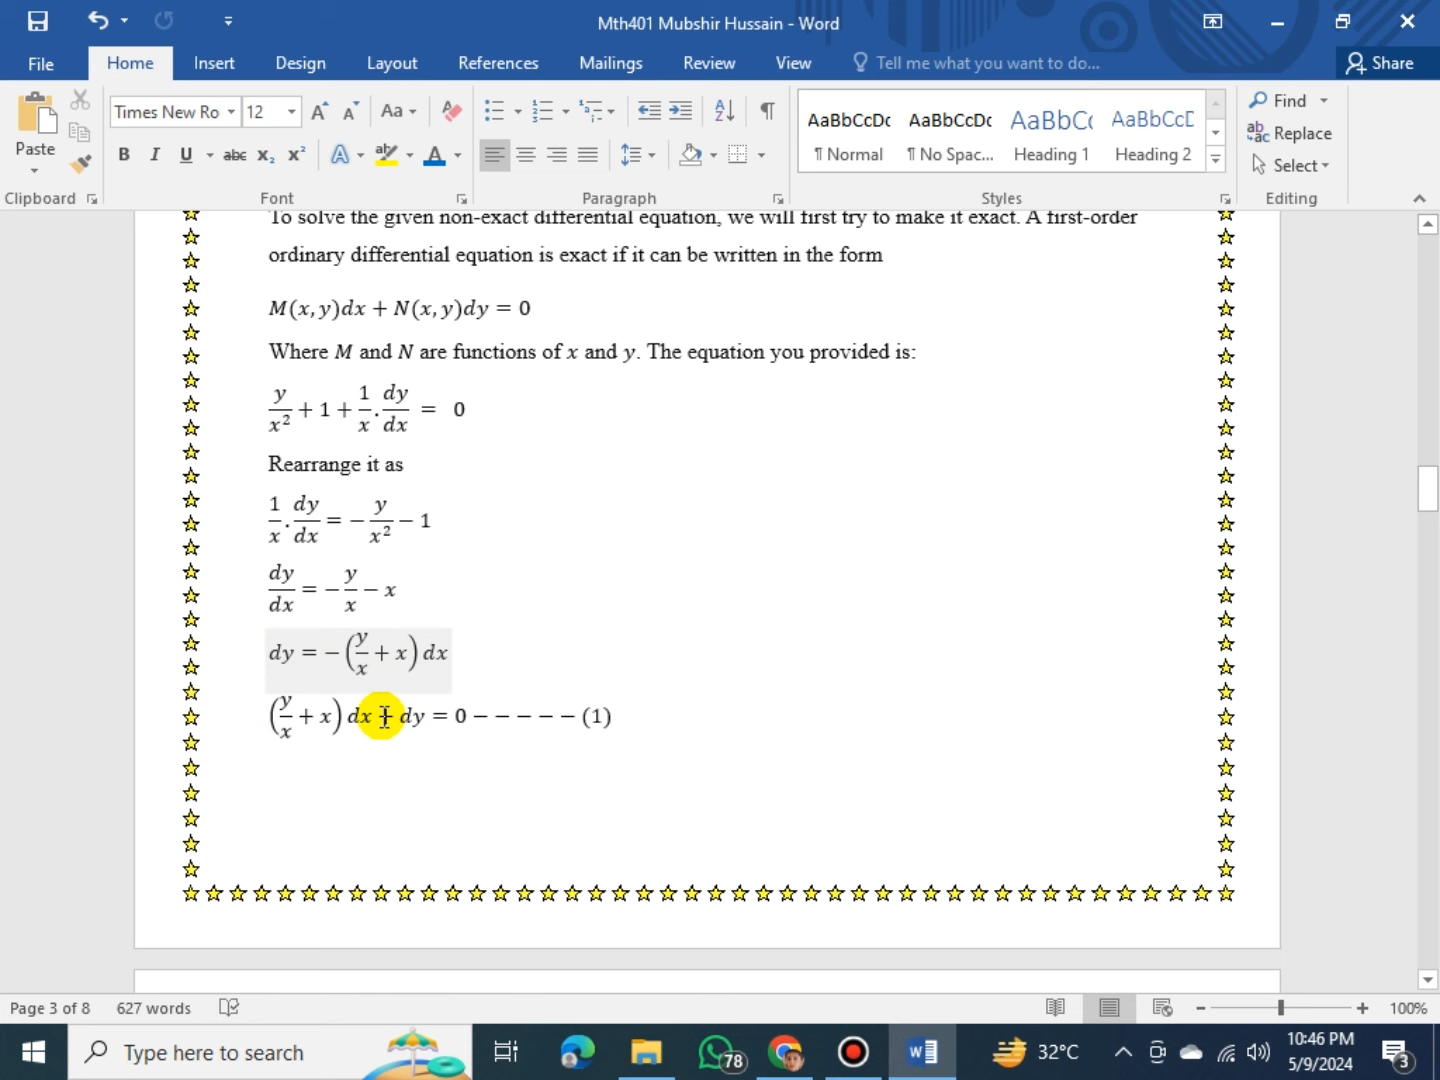 Mth401 Mubshir Hussain - Word
File Home Insert Design Layout References Mailings Review View Tell me what you want to do... Share
Times New Ro 12 Aa
Paste
B I U abc x₂ x² A ab A
AaBbCcDc AaBbCcDc AaBbCc AaBbCcD
¶ Normal ¶ No Spac... Heading 1 Heading 2
Find
Replace
Select
Clipboard Font Paragraph Styles Editing
To solve the given non-exact differential equation, we will first try to make it exact. A first-order
ordinary differential equation is exact if it can be written in the form
M(x, y)dx + N(x, y)dy = 0
Where M and N are functions of x and y. The equation you provided is:
y/x² + 1 + 1/x . dy/dx = 0
Rearrange it as
1/x . dy/dx = − y/x² − 1
dy/dx = − y/x − x
dy = − (y/x + x) dx
(y/x + x) dx + dy = 0 − − − − − (1)
Page 3 of 8 627 words 100%
Type here to search 78 32°C 10:46 PM
5/9/2024 3